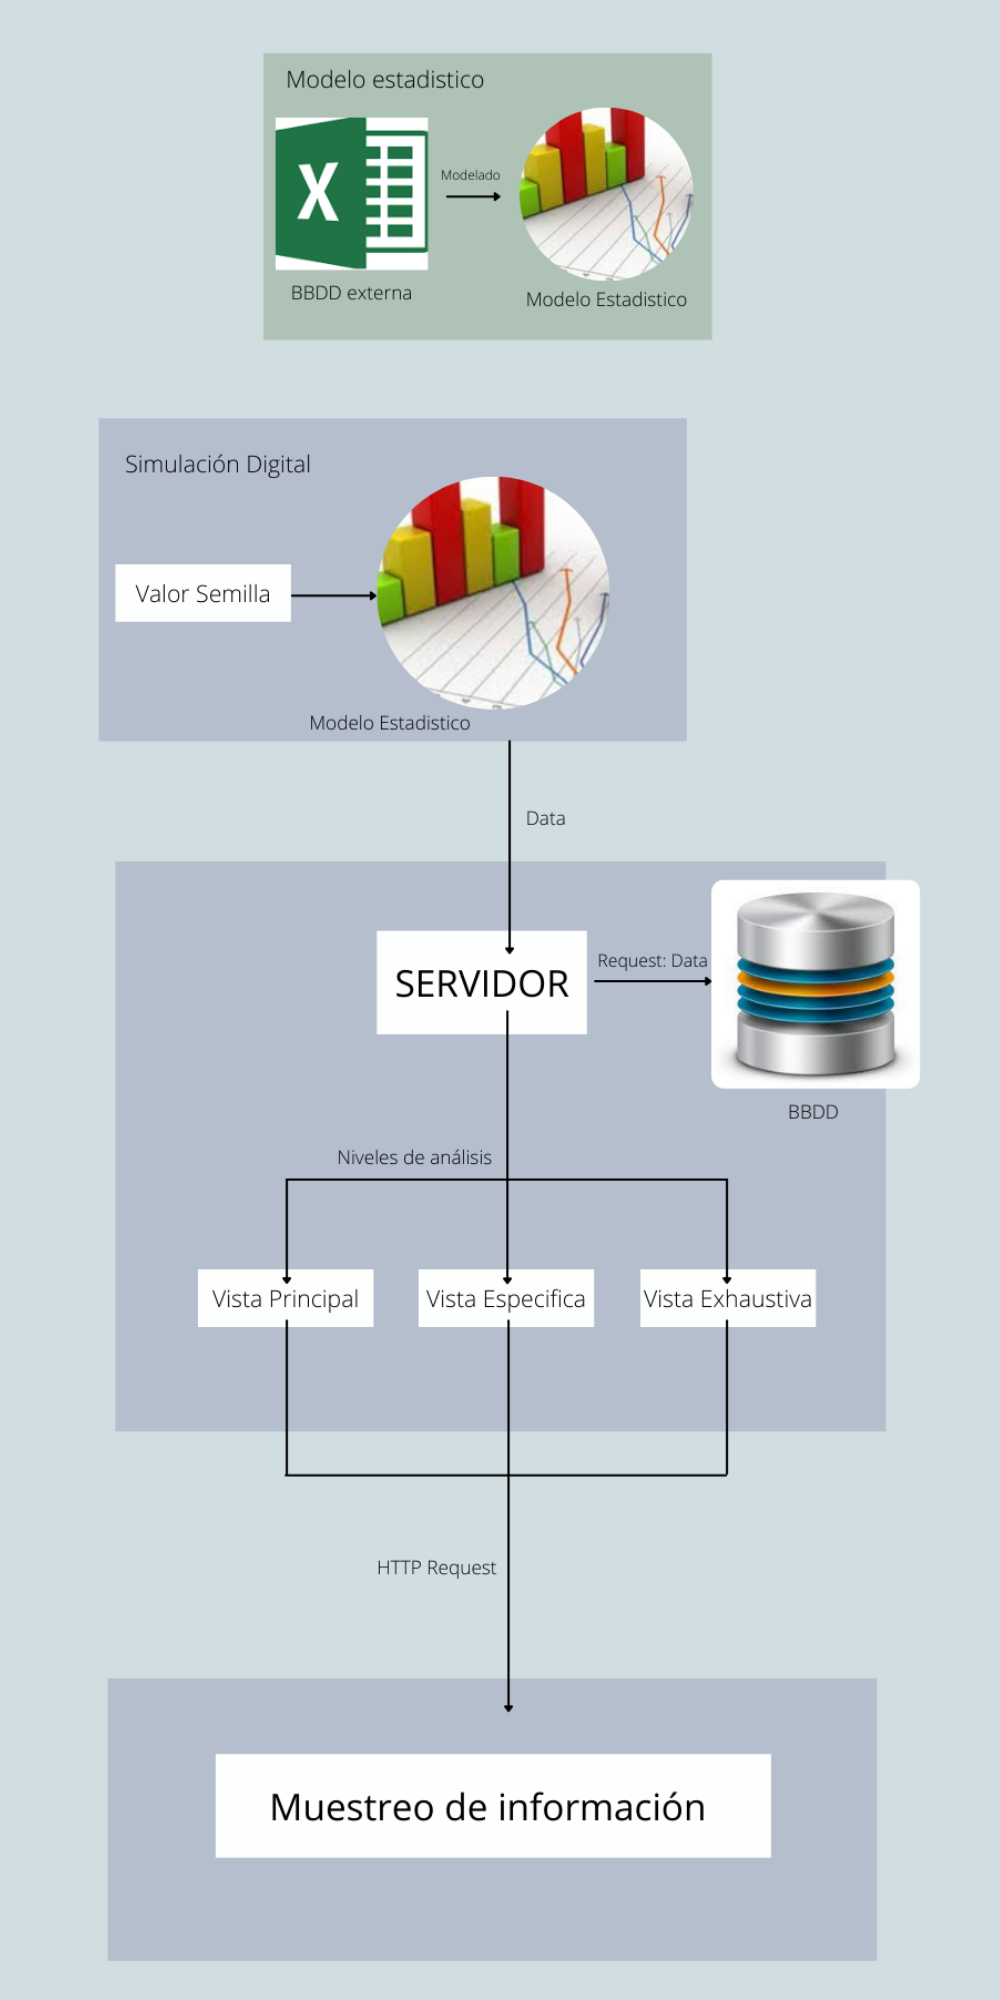 Modelo estadistico
X
Modelado
BBDD externa
Modelo Estadistico
Simulación Digital
Valor Semilla
Modelo Estadistico
Data
SERVIDOR
Request: Data
BBDD
Niveles de análisis
Vista Principal
Vista Especifica
Vista Exhaustiva
HTTP Request
Muestreo de información